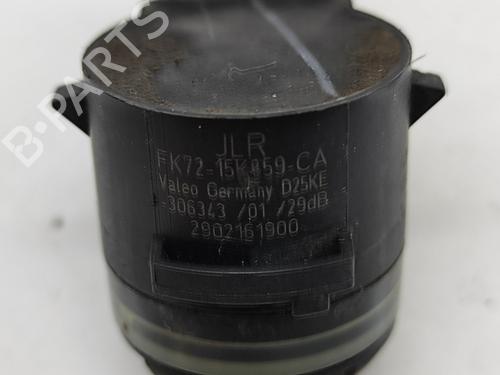 B-PARTS
JLR
FK72-15K859-CA
Valeo Germany D25KE
-306343 /01 /29dB
2902161900